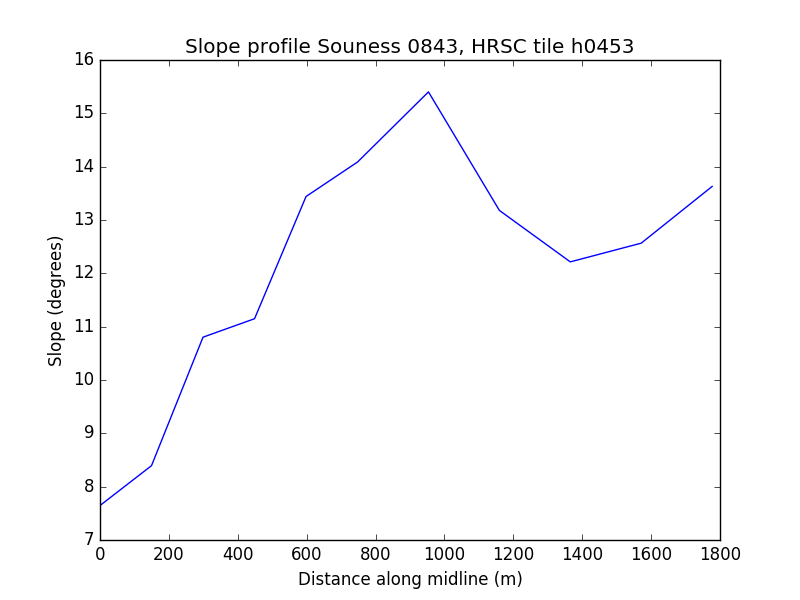 Slope profile Souness 0843, HRSC tile h0453
16
15
14
13
12
11
10
9
8
7
Slope (degrees)
0 200 400 600 800 1000 1200 1400 1600 1800
Distance along midline (m)